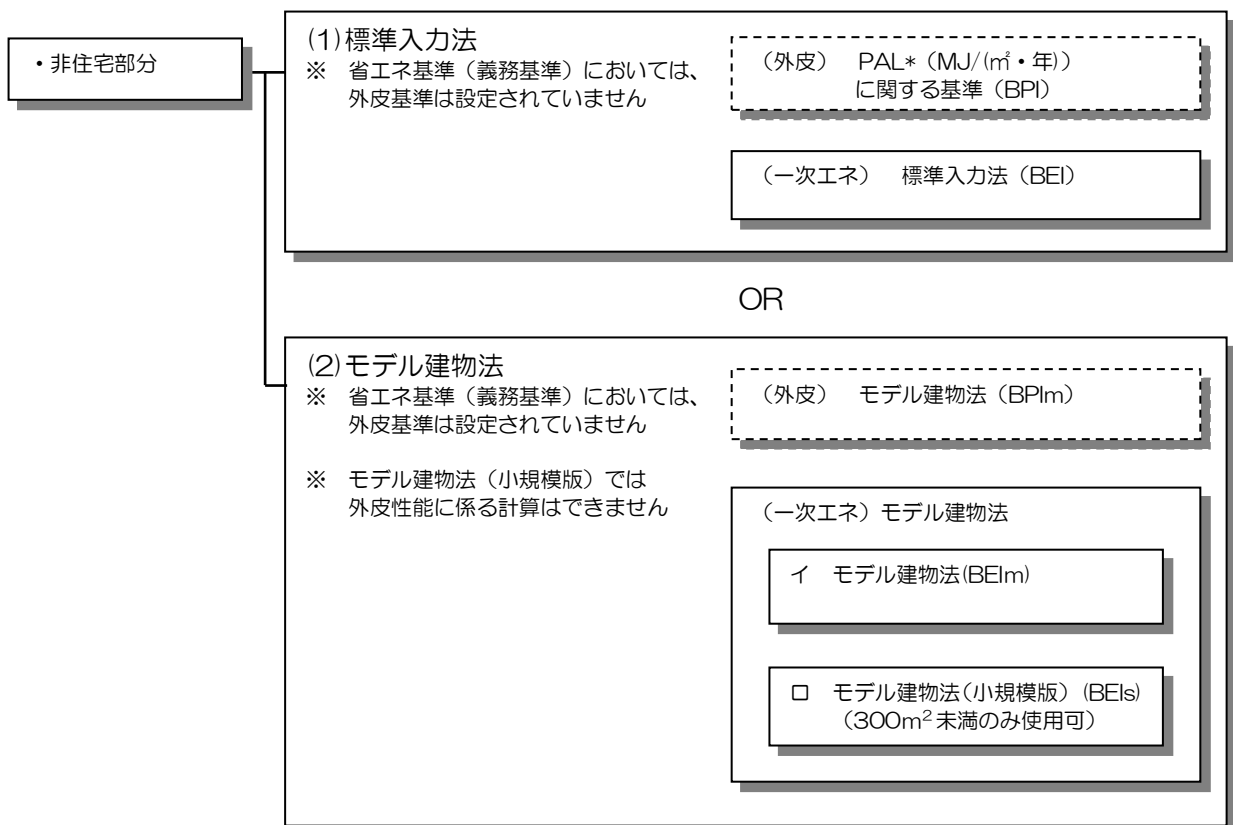 ・非住宅部分
(1)標準入力法
※ 省エネ基準（義務基準）においては、
外皮基準は設定されていません
（外皮） PAL*（MJ/(㎡・年)）
に関する基準（BPI）
（一次エネ） 標準入力法（BEI）
OR
(2)モデル建物法
※ 省エネ基準（義務基準）においては、
外皮基準は設定されていません
※ モデル建物法（小規模版）では
外皮性能に係る計算はできません
（外皮） モデル建物法（BPIm）
（一次エネ）モデル建物法
イ モデル建物法(BEIm)
ロ モデル建物法（小規模版）(BEIs)
（300m²未満のみ使用可）